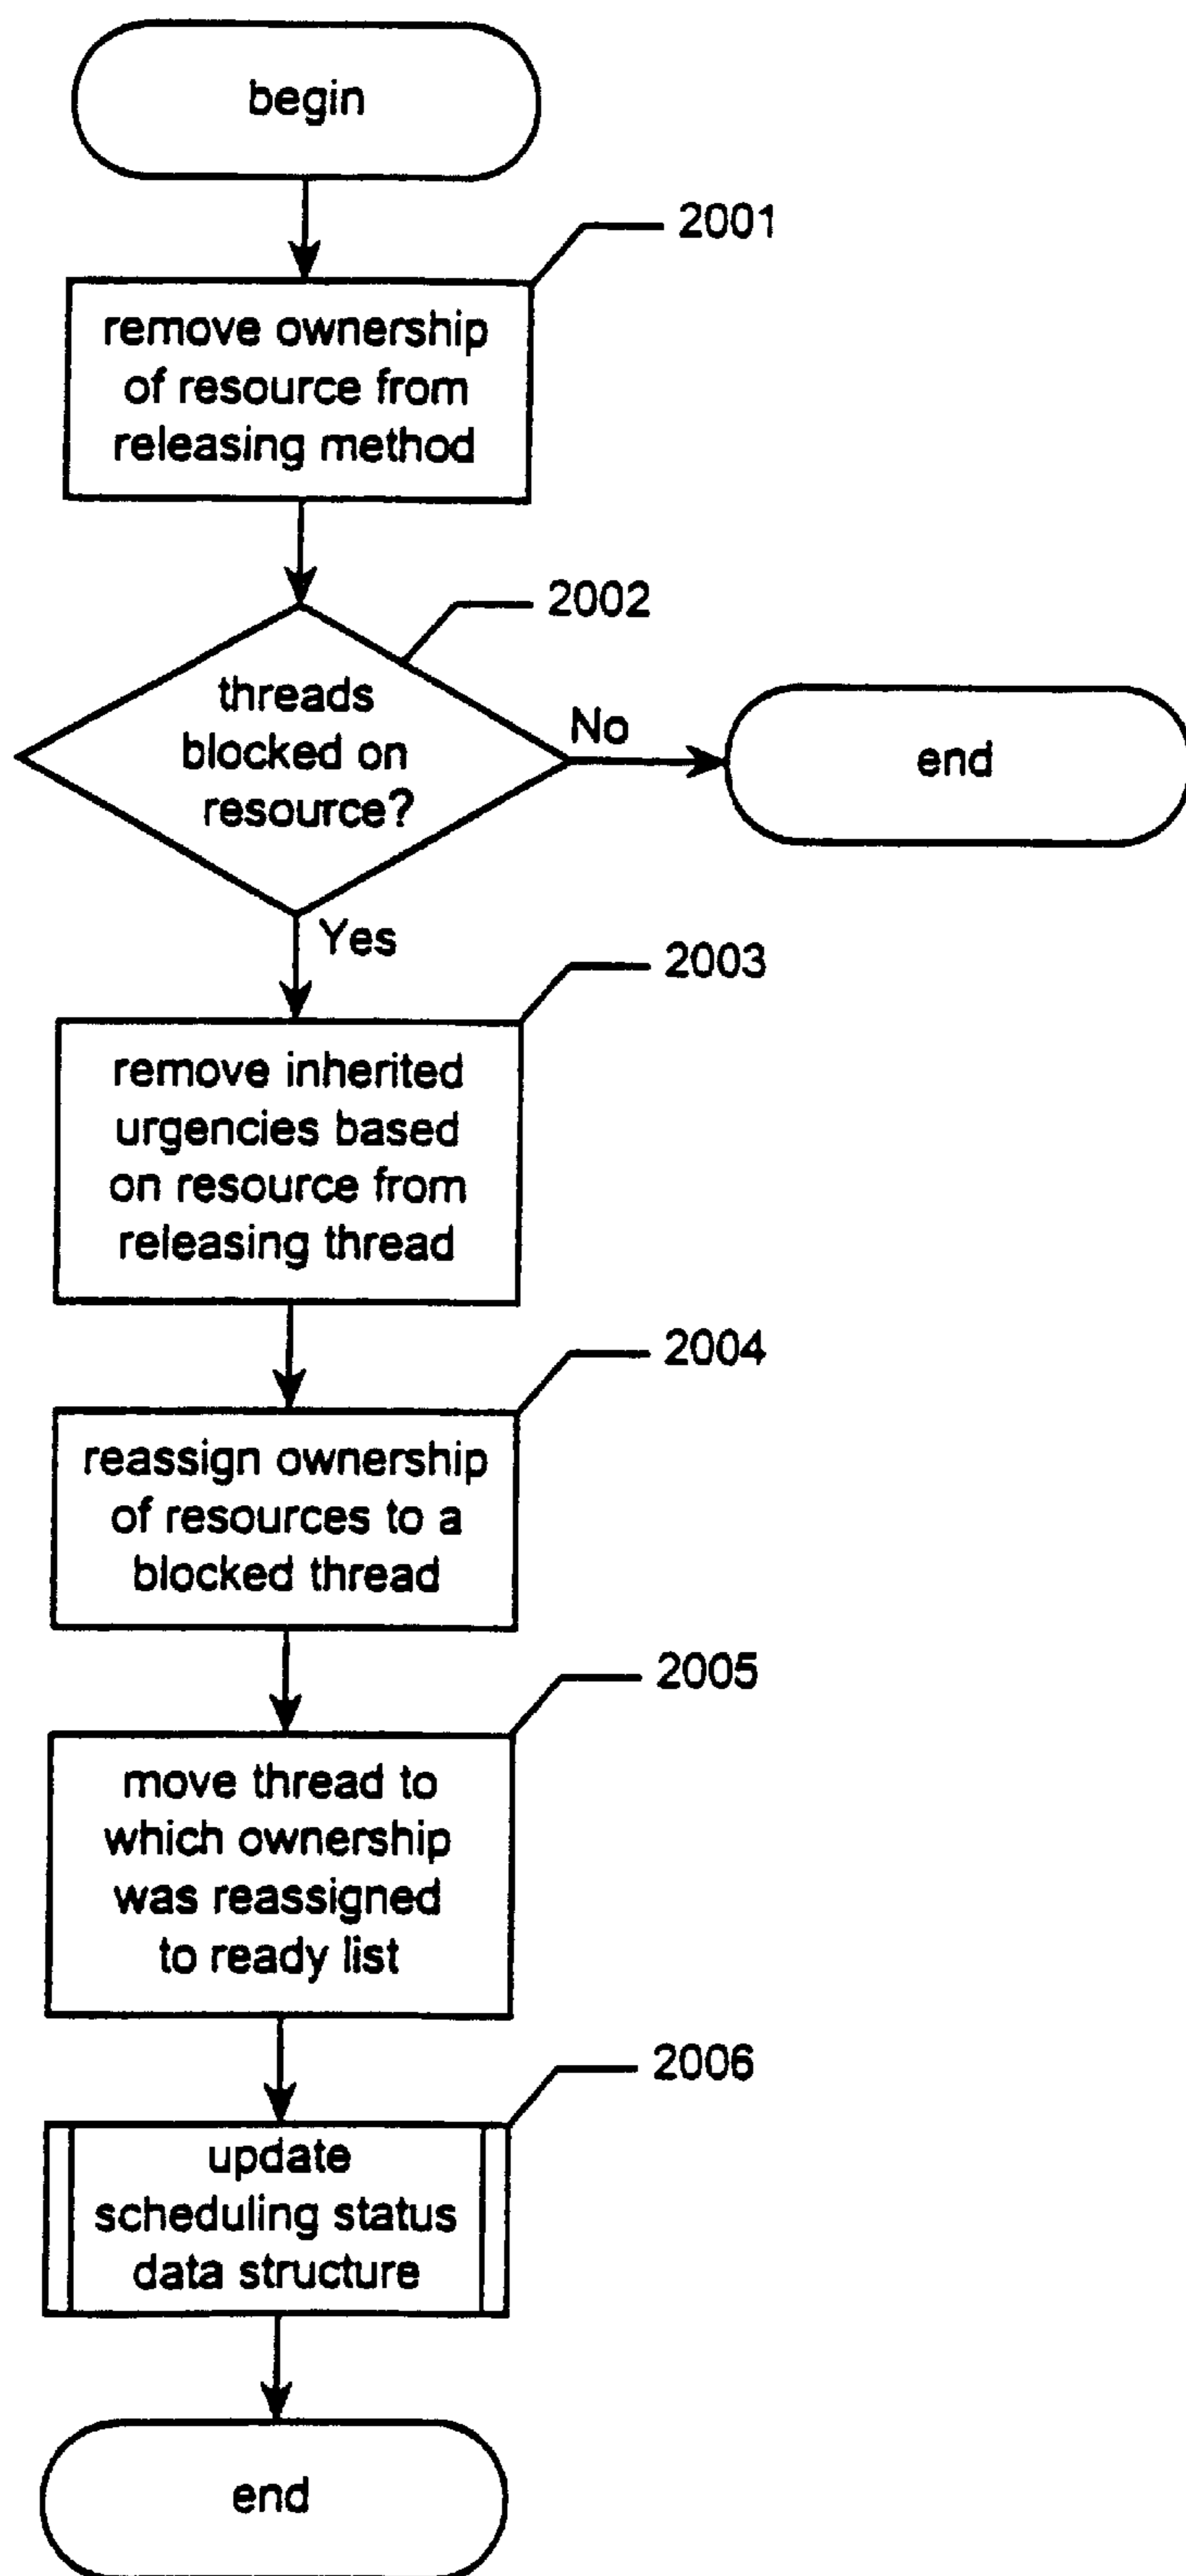 begin
2001
remove ownership
of resource from
releasing method
2002
threads
blocked on
resource?
No
end
Yes
2003
remove inherited
urgencies based
on resource from
releasing thread
2004
reassign ownership
of resources to a
blocked thread
2005
move thread to
which ownership
was reassigned
to ready list
2006
update
scheduling status
data structure
end